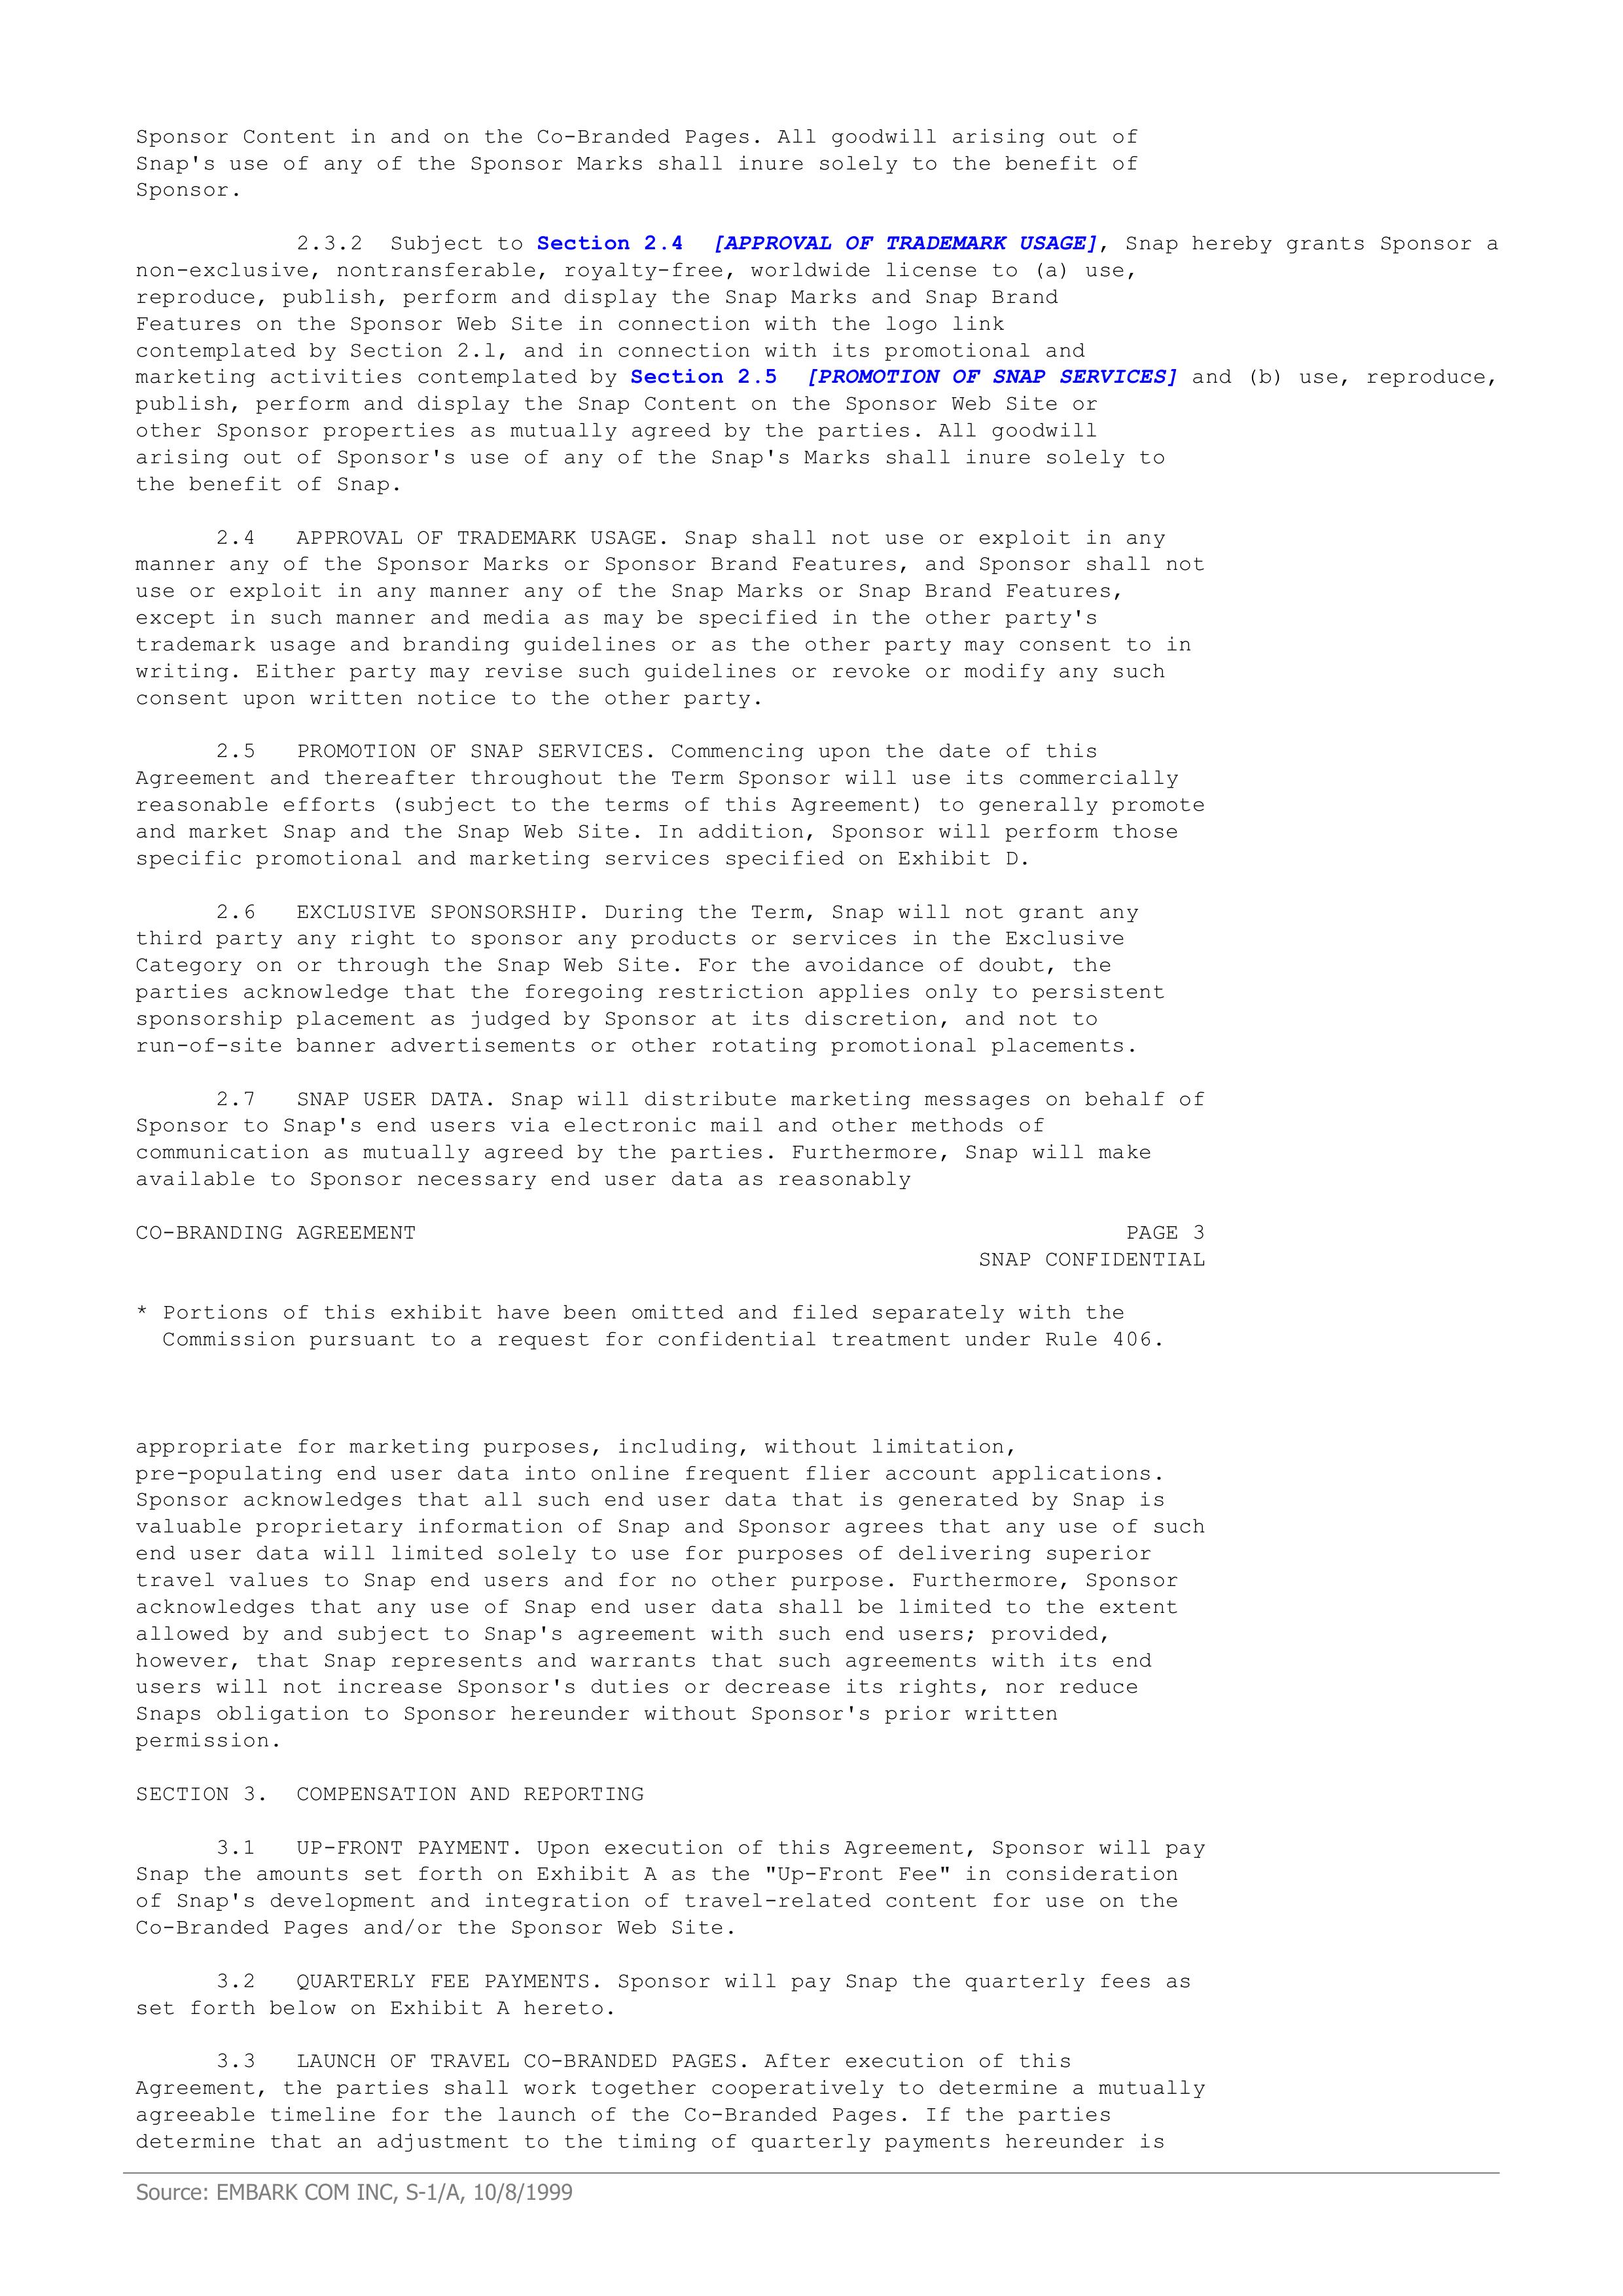 Sponsor Content in and on the Co-Branded Pages. All goodwill arising out of
Snap's use of any of the Sponsor Marks shall inure solely to the benefit of
Sponsor.
2.3.2 Subject to Section 2.4 [APPROVAL OF TRADEMARK USAGE], Snap hereby grants Sponsor a
non-exclusive, nontransferable, royalty-free, worldwide license to (a) use,
reproduce, publish, perform and display the Snap Marks and Snap Brand
Features on the Sponsor Web Site in connection with the logo link
contemplated by Section 2.l, and in connection with its promotional and
marketing activities contemplated by Section 2.5 [PROMOTION OF SNAP SERVICES] and (b) use, reproduce,
publish, perform and display the Snap Content on the Sponsor Web Site or
other Sponsor properties as mutually agreed by the parties. All goodwill
arising out of Sponsor's use of any of the Snap's Marks shall inure solely to
the benefit of Snap.
2.4 APPROVAL OF TRADEMARK USAGE. Snap shall not use or exploit in any
manner any of the Sponsor Marks or Sponsor Brand Features, and Sponsor shall not
use or exploit in any manner any of the Snap Marks or Snap Brand Features,
except in such manner and media as may be specified in the other party's
trademark usage and branding guidelines or as the other party may consent to in
writing. Either party may revise such guidelines or revoke or modify any such
consent upon written notice to the other party.
2.5 PROMOTION OF SNAP SERVICES. Commencing upon the date of this
Agreement and thereafter throughout the Term Sponsor will use its commercially
reasonable efforts (subject to the terms of this Agreement) to generally promote
and market Snap and the Snap Web Site. In addition, Sponsor will perform those
specific promotional and marketing services specified on Exhibit D.
2.6 EXCLUSIVE SPONSORSHIP. During the Term, Snap will not grant any
third party any right to sponsor any products or services in the Exclusive
Category on or through the Snap Web Site. For the avoidance of doubt, the
parties acknowledge that the foregoing restriction applies only to persistent
sponsorship placement as judged by Sponsor at its discretion, and not to
run-of-site banner advertisements or other rotating promotional placements.
2.7 SNAP USER DATA. Snap will distribute marketing messages on behalf of
Sponsor to Snap's end users via electronic mail and other methods of
communication as mutually agreed by the parties. Furthermore, Snap will make
available to Sponsor necessary end user data as reasonably
CO-BRANDING AGREEMENT PAGE 3
SNAP CONFIDENTIAL
* Portions of this exhibit have been omitted and filed separately with the
Commission pursuant to a request for confidential treatment under Rule 406.
appropriate for marketing purposes, including, without limitation,
pre-populating end user data into online frequent flier account applications.
Sponsor acknowledges that all such end user data that is generated by Snap is
valuable proprietary information of Snap and Sponsor agrees that any use of such
end user data will limited solely to use for purposes of delivering superior
travel values to Snap end users and for no other purpose. Furthermore, Sponsor
acknowledges that any use of Snap end user data shall be limited to the extent
allowed by and subject to Snap's agreement with such end users; provided,
however, that Snap represents and warrants that such agreements with its end
users will not increase Sponsor's duties or decrease its rights, nor reduce
Snaps obligation to Sponsor hereunder without Sponsor's prior written
permission.
SECTION 3. COMPENSATION AND REPORTING
3.1 UP-FRONT PAYMENT. Upon execution of this Agreement, Sponsor will pay
Snap the amounts set forth on Exhibit A as the "Up-Front Fee" in consideration
of Snap's development and integration of travel-related content for use on the
Co-Branded Pages and/or the Sponsor Web Site.
3.2 QUARTERLY FEE PAYMENTS. Sponsor will pay Snap the quarterly fees as
set forth below on Exhibit A hereto.
3.3 LAUNCH OF TRAVEL CO-BRANDED PAGES. After execution of this
Agreement, the parties shall work together cooperatively to determine a mutually
agreeable timeline for the launch of the Co-Branded Pages. If the parties
determine that an adjustment to the timing of quarterly payments hereunder is
Source: EMBARK COM INC, S-1/A, 10/8/1999